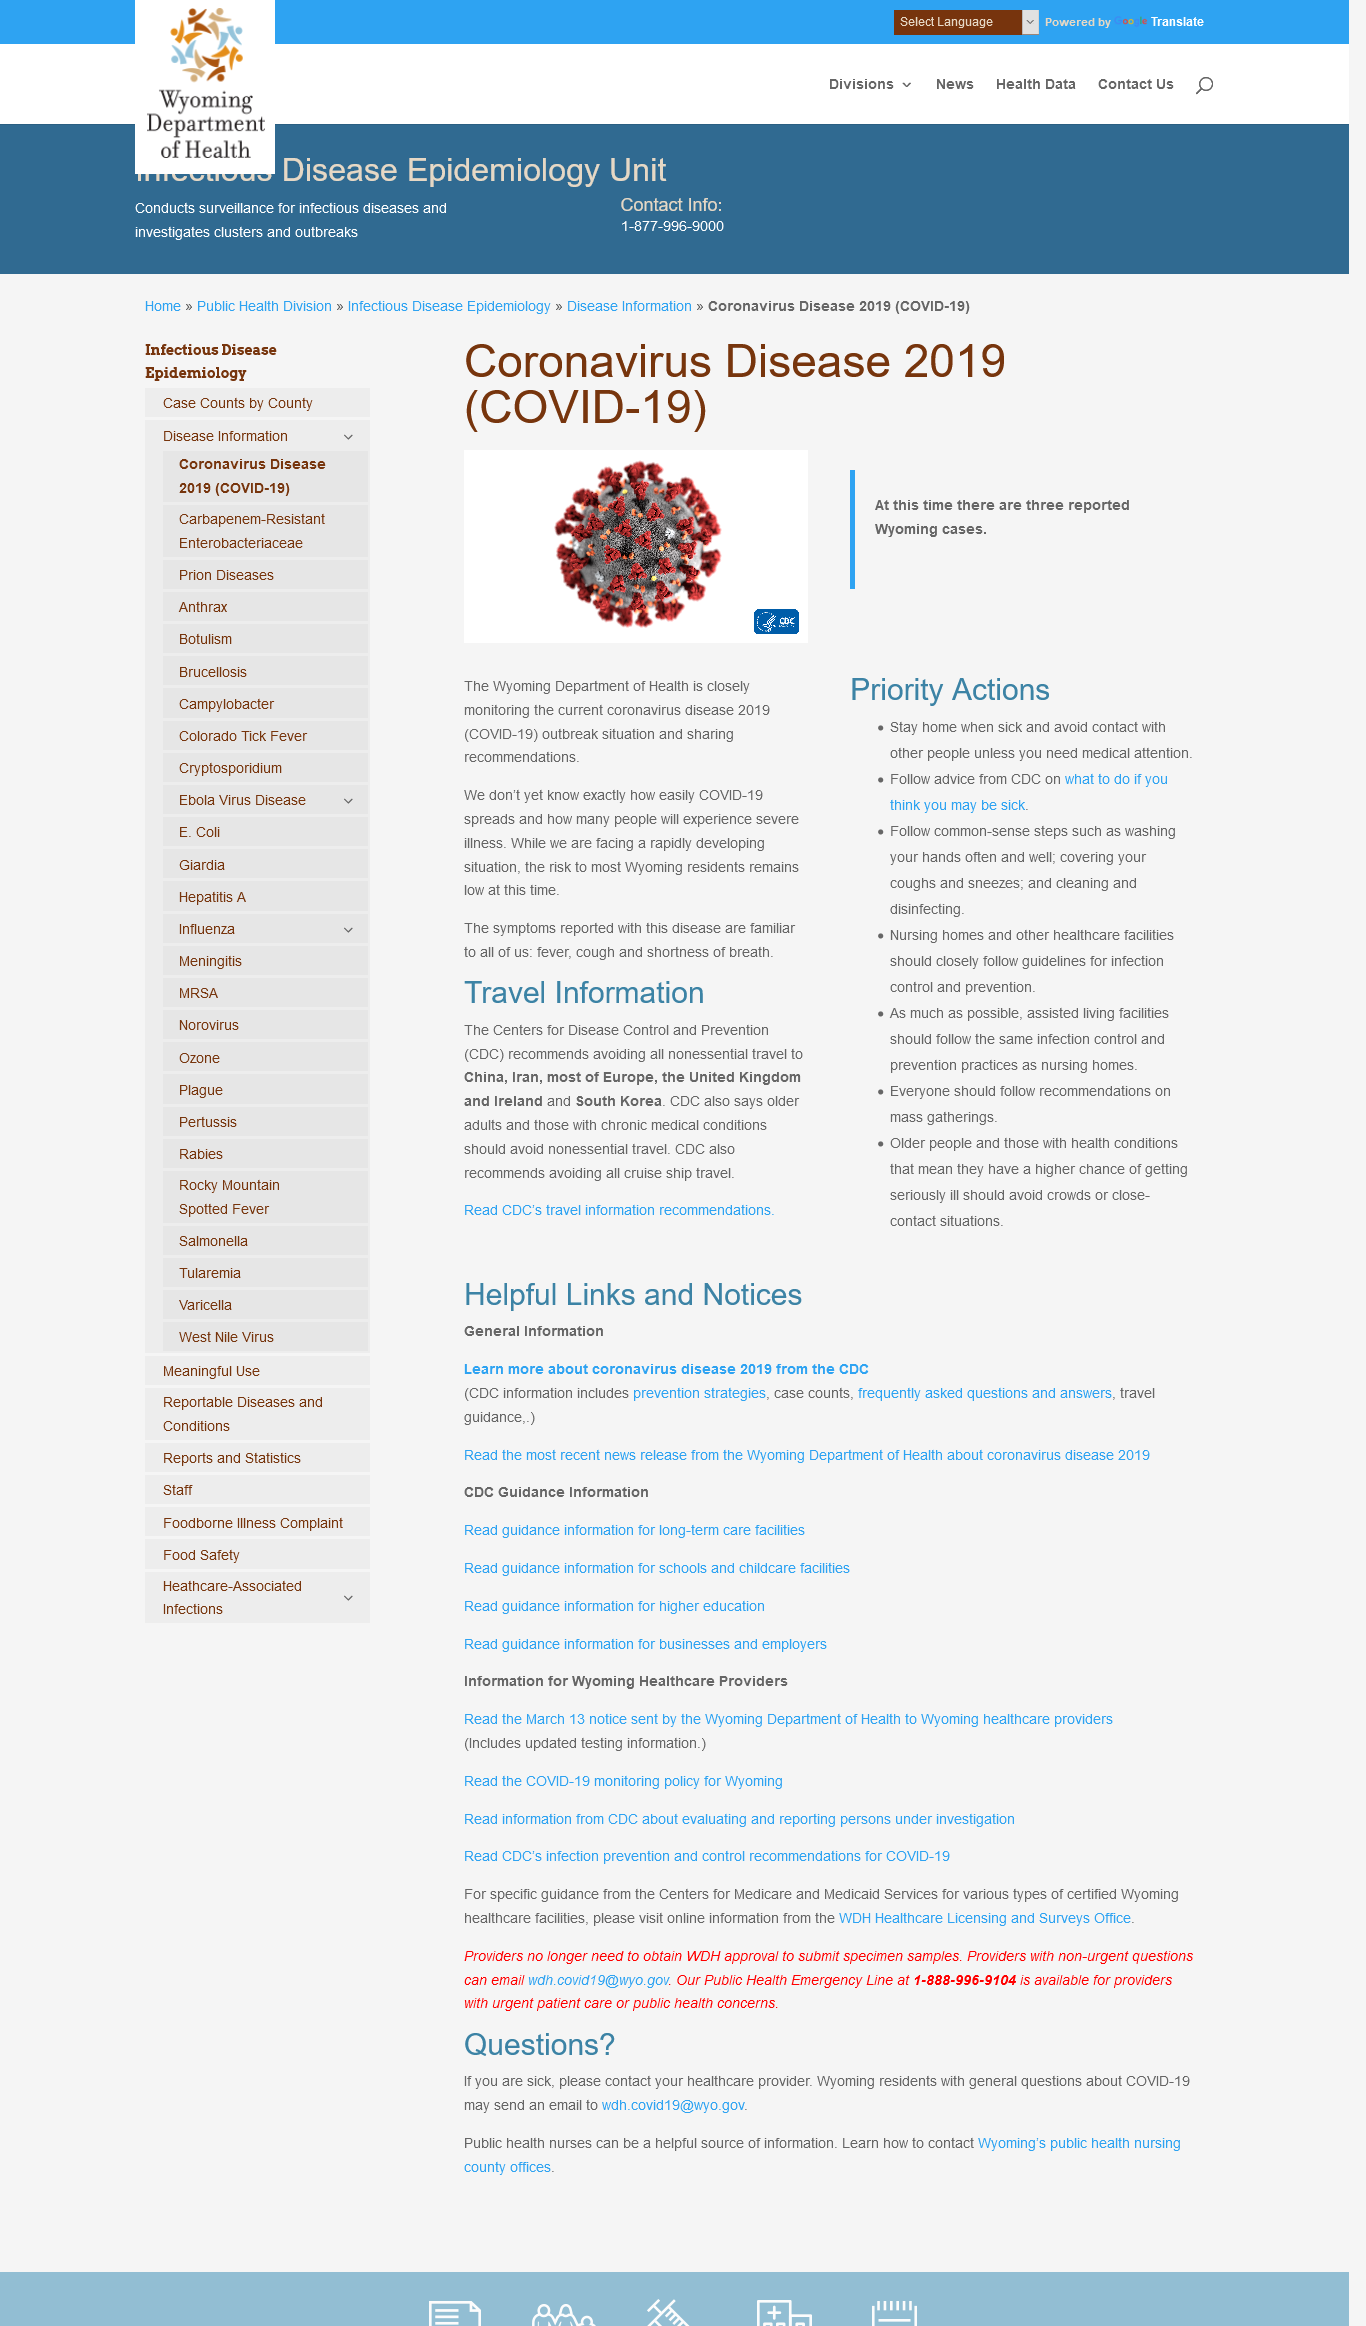 Select Language
Powered by Google Translate
Wyoming
Department
of Health
Divisions
News
Health Data
Contact Us
Infectious Disease Epidemiology Unit
Conducts surveillance for infectious diseases and
investigates clusters and outbreaks
Contact Info:
1-877-996-9000
Home » Public Health Division » Infectious Disease Epidemiology » Disease Information » Coronavirus Disease 2019 (COVID-19)
Infectious Disease
Epidemiology
Case Counts by County
Disease Information
Coronavirus Disease
2019 (COVID-19)
Carbapenem-Resistant
Enterobacteriaceae
Prion Diseases
Anthrax
Botulism
Brucellosis
Campylobacter
Colorado Tick Fever
Cryptosporidium
Ebola Virus Disease
E. Coli
Giardia
Hepatitis A
Influenza
Meningitis
MRSA
Norovirus
Ozone
Plague
Pertussis
Rabies
Rocky Mountain
Spotted Fever
Salmonella
Tularemia
Varicella
West Nile Virus
Meaningful Use
Reportable Diseases and
Conditions
Reports and Statistics
Staff
Foodborne Illness Complaint
Food Safety
Heathcare-Associated
Infections
Coronavirus Disease 2019
(COVID-19)
CDC
At this time there are three reported
Wyoming cases.
The Wyoming Department of Health is closely
monitoring the current coronavirus disease 2019
(COVID-19) outbreak situation and sharing
recommendations.
We don’t yet know exactly how easily COVID-19
spreads and how many people will experience severe
illness. While we are facing a rapidly developing
situation, the risk to most Wyoming residents remains
low at this time.
The symptoms reported with this disease are familiar
to all of us: fever, cough and shortness of breath.
Travel Information
The Centers for Disease Control and Prevention
(CDC) recommends avoiding all nonessential travel to
China, Iran, most of Europe, the United Kingdom
and Ireland and South Korea. CDC also says older
adults and those with chronic medical conditions
should avoid nonessential travel. CDC also
recommends avoiding all cruise ship travel.
Read CDC’s travel information recommendations.
Priority Actions
• Stay home when sick and avoid contact with
other people unless you need medical attention.
• Follow advice from CDC on what to do if you
think you may be sick.
• Follow common-sense steps such as washing
your hands often and well; covering your
coughs and sneezes; and cleaning and
disinfecting.
• Nursing homes and other healthcare facilities
should closely follow guidelines for infection
control and prevention.
• As much as possible, assisted living facilities
should follow the same infection control and
prevention practices as nursing homes.
• Everyone should follow recommendations on
mass gatherings.
• Older people and those with health conditions
that mean they have a higher chance of getting
seriously ill should avoid crowds or close-
contact situations.
Helpful Links and Notices
General Information
Learn more about coronavirus disease 2019 from the CDC
(CDC information includes prevention strategies, case counts, frequently asked questions and answers, travel
guidance,.)
Read the most recent news release from the Wyoming Department of Health about coronavirus disease 2019
CDC Guidance Information
Read guidance information for long-term care facilities
Read guidance information for schools and childcare facilities
Read guidance information for higher education
Read guidance information for businesses and employers
Information for Wyoming Healthcare Providers
Read the March 13 notice sent by the Wyoming Department of Health to Wyoming healthcare providers
(Includes updated testing information.)
Read the COVID-19 monitoring policy for Wyoming
Read information from CDC about evaluating and reporting persons under investigation
Read CDC’s infection prevention and control recommendations for COVID-19
For specific guidance from the Centers for Medicare and Medicaid Services for various types of certified Wyoming
healthcare facilities, please visit online information from the WDH Healthcare Licensing and Surveys Office.
Providers no longer need to obtain WDH approval to submit specimen samples. Providers with non-urgent questions
can email wdh.covid19@wyo.gov. Our Public Health Emergency Line at 1-888-996-9104 is available for providers
with urgent patient care or public health concerns.
Questions?
If you are sick, please contact your healthcare provider. Wyoming residents with general questions about COVID-19
may send an email to wdh.covid19@wyo.gov.
Public health nurses can be a helpful source of information. Learn how to contact Wyoming’s public health nursing
county offices.